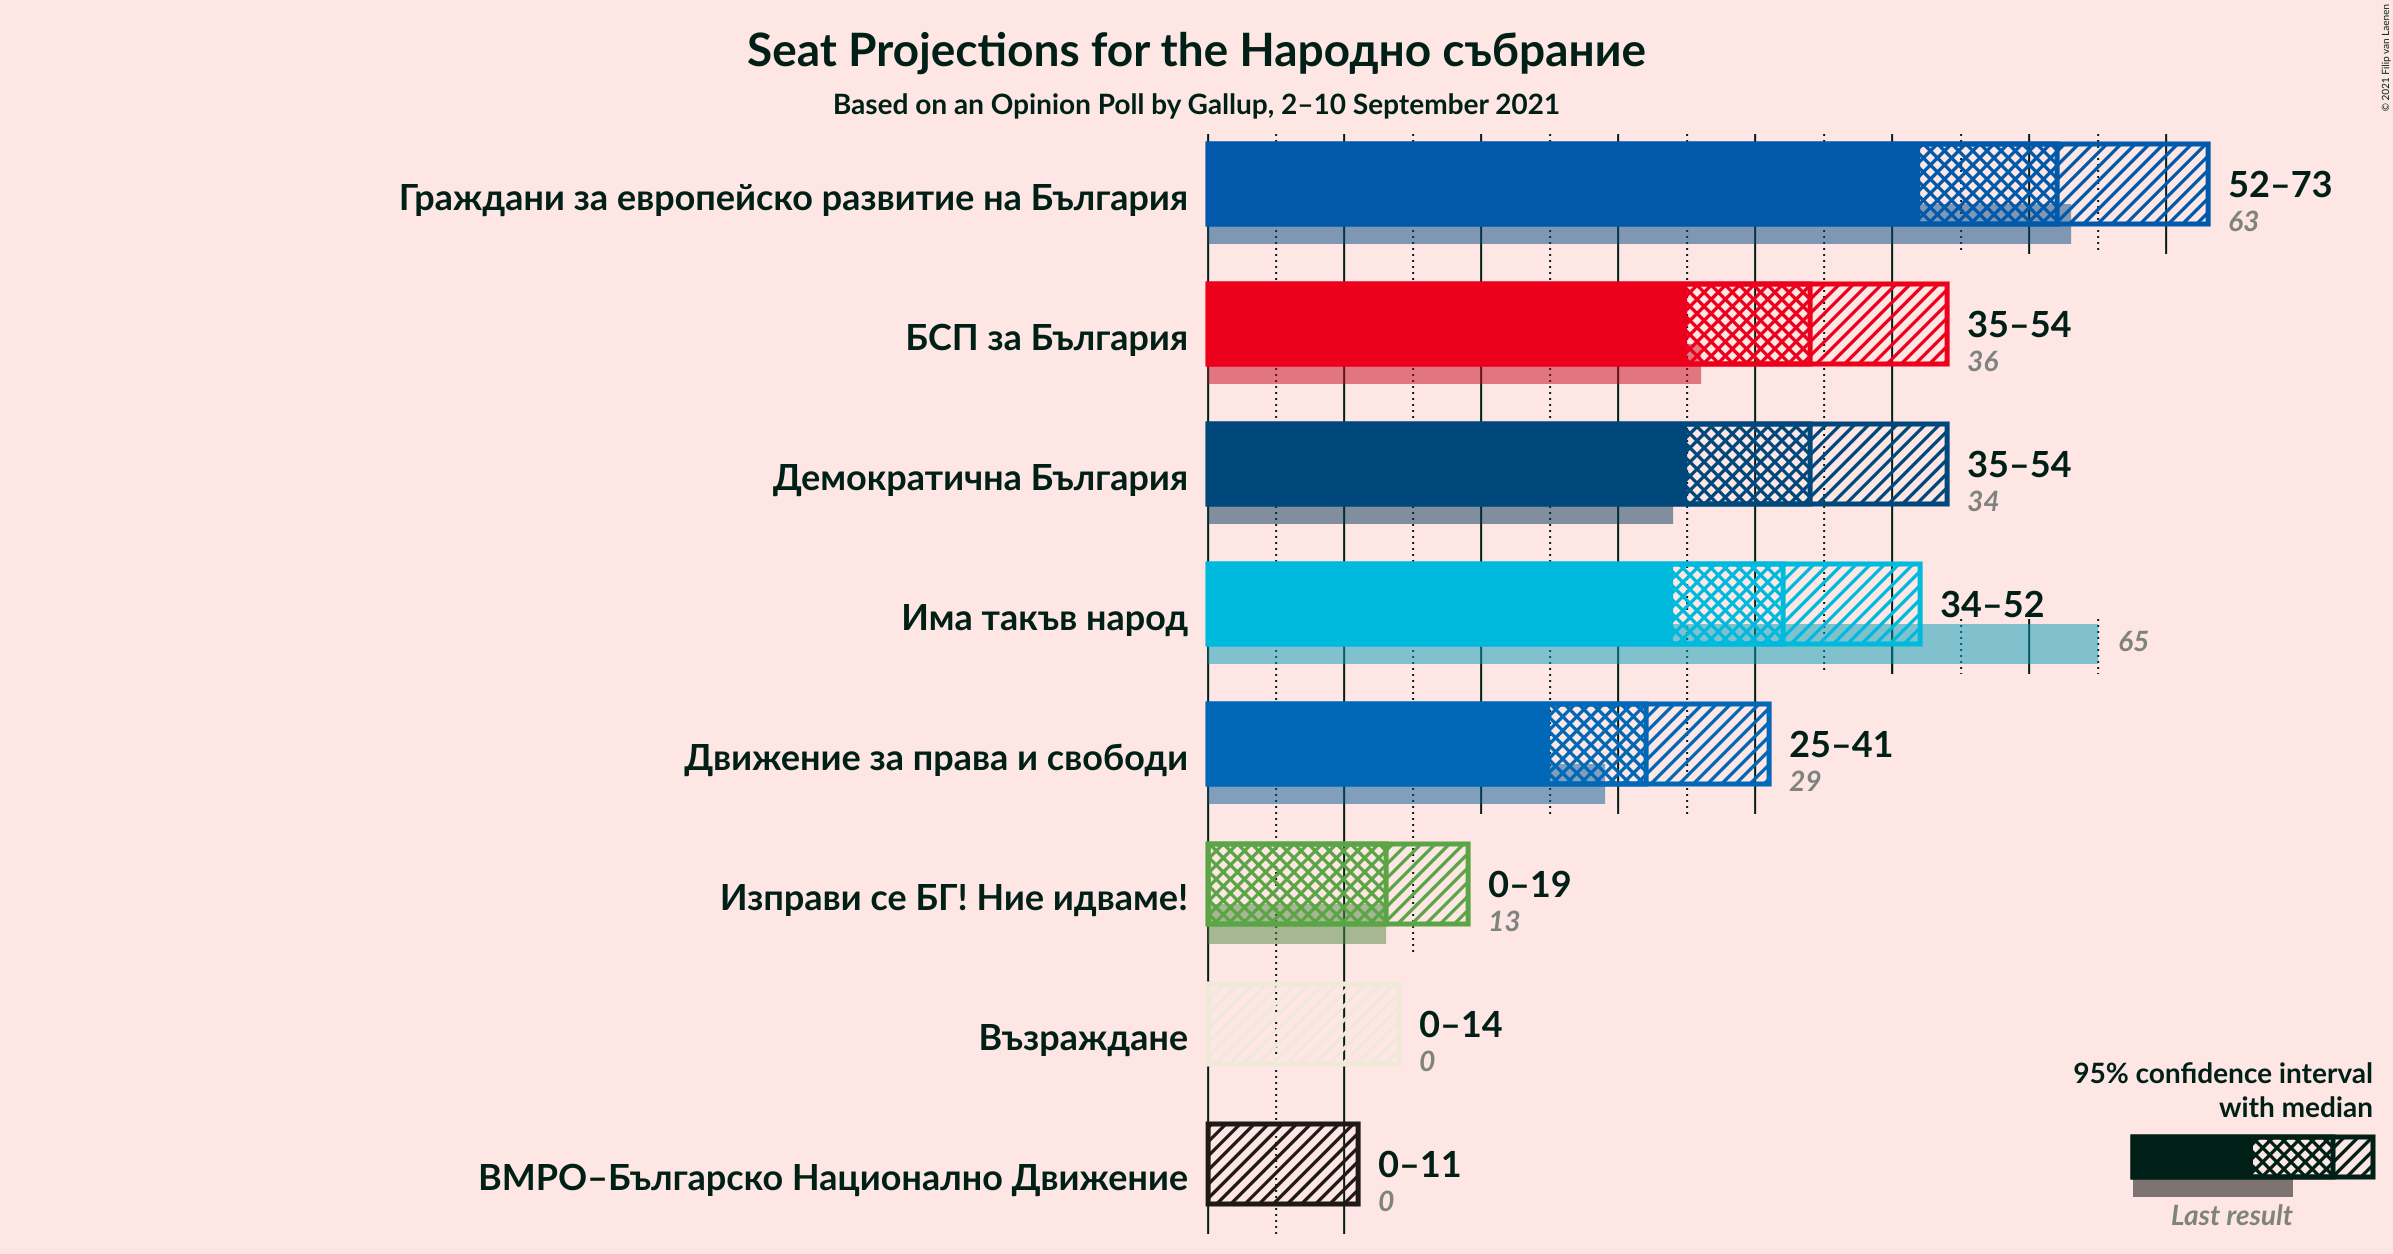 Seat Projections for the Народно събрание
Based on an Opinion Poll by Gallup, 2–10 September 2021
© 2021 Filip van Laenen
Граждани за европейско развитие на България
52–73
63
БСП за България
35–54
36
Демократична България
35–54
34
Има такъв народ
34–52
65
Движение за права и свободи
25–41
29
Изправи се БГ! Ние идваме!
0–19
13
Възраждане
0–14
0
ВМРО–Българско Национално Движение
0–11
0
95% confidence interval
with median
Last result